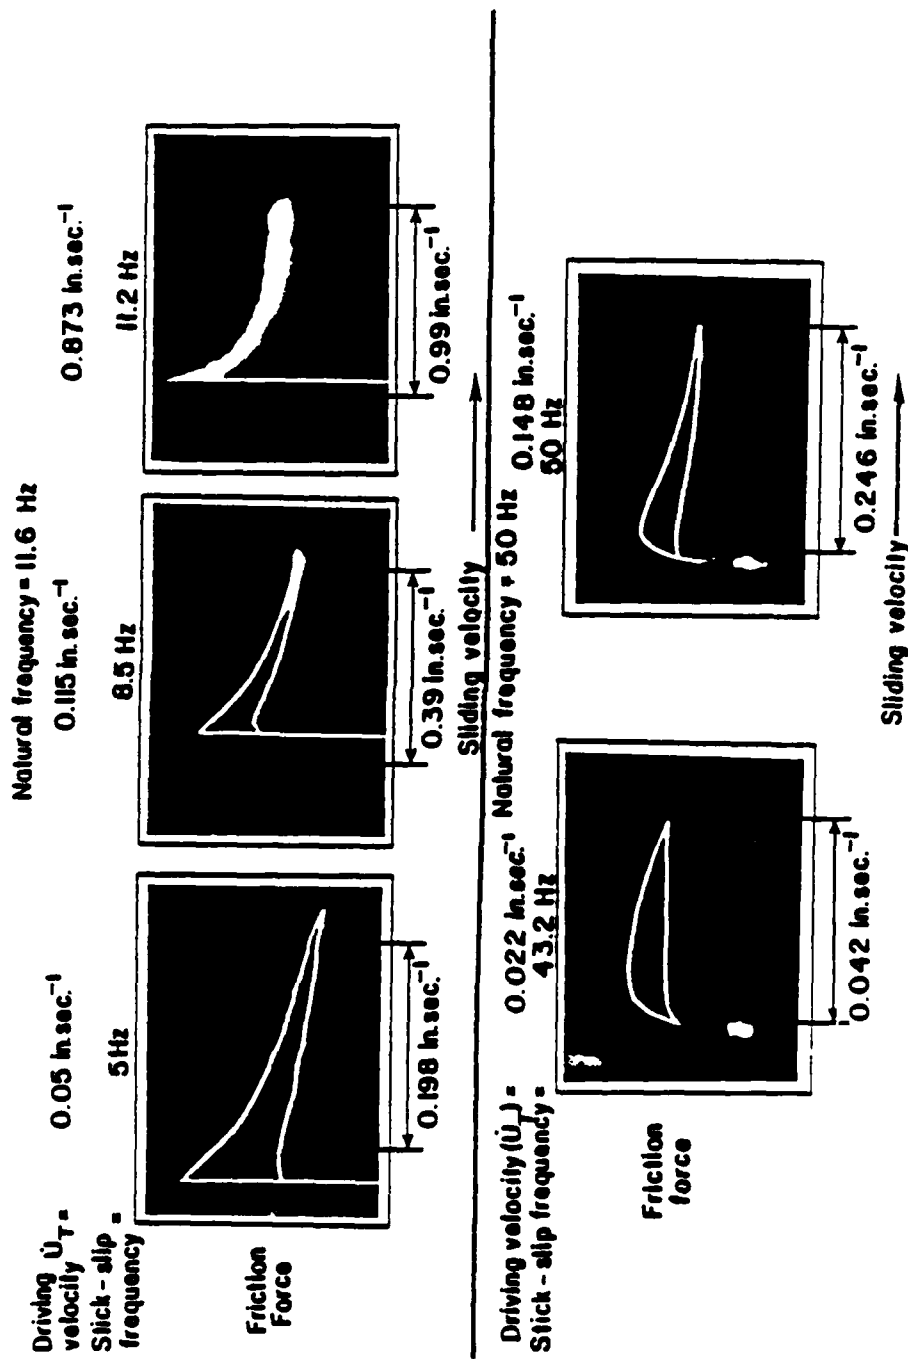 Natural frequency = 11.6 Hz
Driving velocity U̇T = 0.05 in.sec.⁻¹ 0.115 in.sec.⁻¹ 0.873 in.sec.⁻¹
Stick-slip frequency = 5Hz 8.5 Hz 11.2 Hz
Friction
Force
0.198 in.sec.⁻¹ 0.39 in.sec.⁻¹ 0.99 in.sec.⁻¹
Sliding velocity
Natural frequency = 50 Hz
Driving velocity (U̇T) = 0.022 in.sec.⁻¹ 0.148 in.sec.⁻¹
Stick-slip frequency = 43.2 Hz 50 Hz
Friction
force
0.042 in.sec.⁻¹ 0.246 in.sec.⁻¹
Sliding velocity